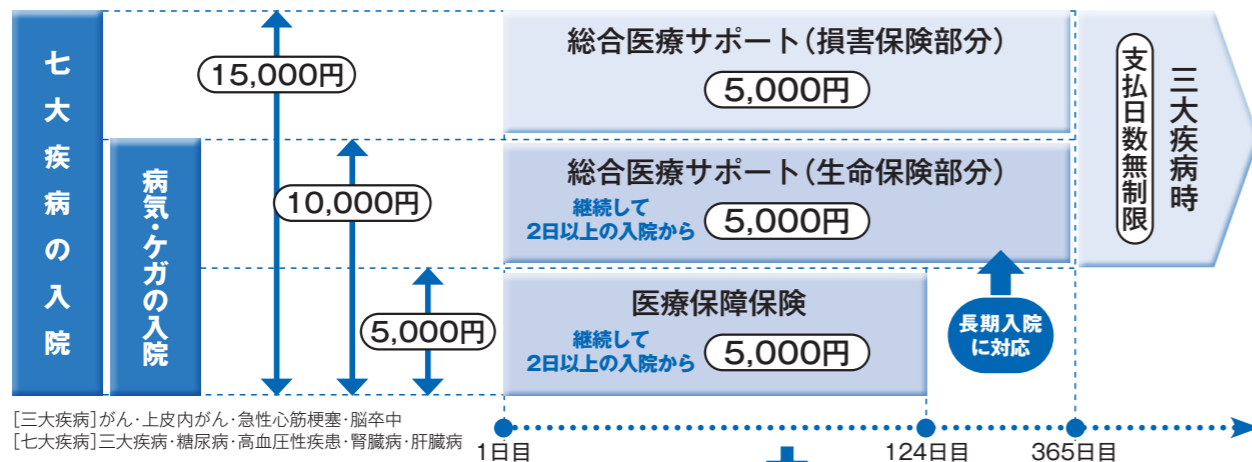 七大疾病の入院
病気・ケガの入院
15,000円
10,000円
5,000円
総合医療サポート（損害保険部分）
5,000円
総合医療サポート（生命保険部分）
継続して
2日以上の入院から
5,000円
医療保障保険
継続して
2日以上の入院から
5,000円
長期入院
に対応
三大疾病時
支払日数無制限
[三大疾病]がん・上皮内がん・急性心筋梗塞・脳卒中
[七大疾病]三大疾病・糖尿病・高血圧性疾患・腎臓病・肝臓病
1日目
124日目
365日目